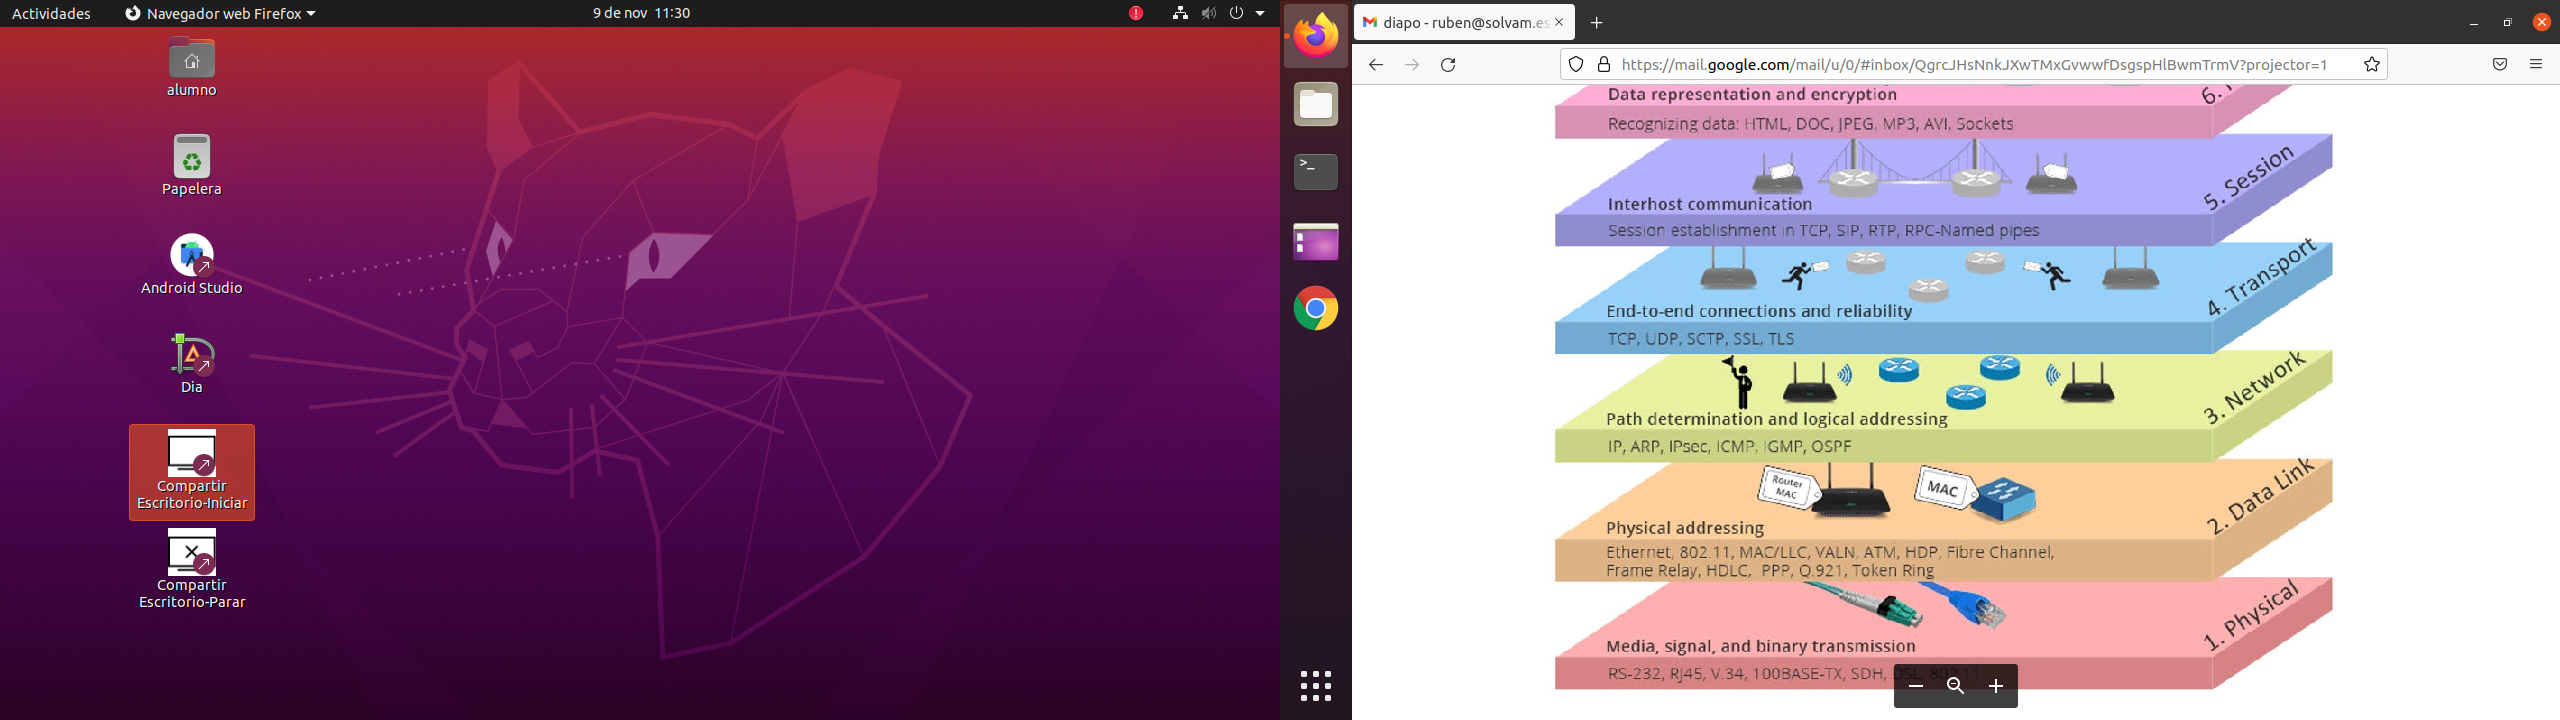 Actividades
Navegador web Firefox
9 de nov 11:30
alumno
Papelera
Android Studio
Dia
Compartir
Escritorio-Iniciar
Compartir
Escritorio-Parar
diapo - ruben@solvam.es
https://mail.google.com/mail/u/0/#inbox/QgrcJHsNnkJXwTMxGvwwfDsgspHlBwmTrmV?projector=1
Data representation and encryption
6.
Recognizing data: HTML, DOC, JPEG, MP3, AVI, Sockets
5. Session
Interhost communication
Session establishment in TCP, SIP, RTP, RPC-Named pipes
4. Transport
End-to-end connections and reliability
TCP, UDP, SCTP, SSL, TLS
3. Network
Path determination and logical addressing
IP, ARP, IPsec, ICMP, IGMP, OSPF
Router
MAC
MAC
2. Data Link
Physical addressing
Ethernet, 802.11, MAC/LLC, VALN, ATM, HDP, Fibre Channel,
Frame Relay, HDLC, PPP, Q.921, Token Ring
1. Physical
Media, signal, and binary transmission
RS-232, RJ45, V.34, 100BASE-TX, SDH, DSL, 802.11